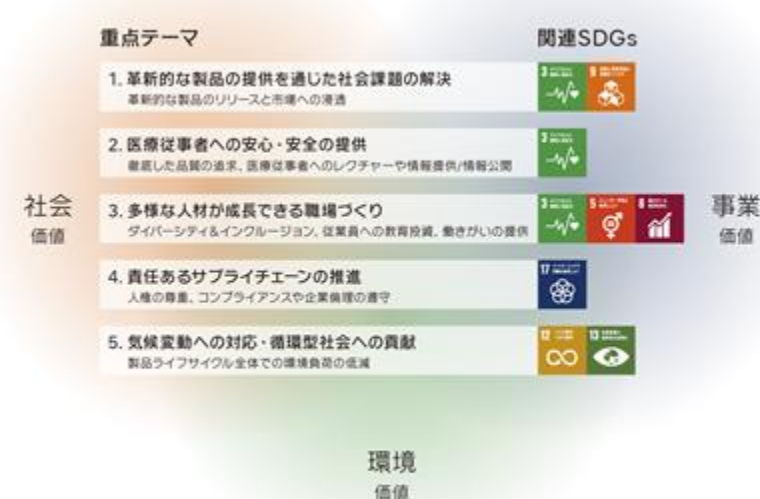 重点テーマ
関連SDGs
1. 革新的な製品の提供を通じた社会課題の解決
革新的な製品のリリースと市場への浸透
3
9
2. 医療従事者への安心・安全の提供
徹底した品質の追求、医療従事者へのレクチャーや情報提供/情報公開
3
社会
価値
3. 多様な人材が成長できる職場づくり
ダイバーシティ&インクルージョン、従業員への教育投資、働きがいの提供
3
5
8
事業
価値
4. 責任あるサプライチェーンの推進
人権の尊重、コンプライアンスや企業倫理の遵守
17
5. 気候変動への対応・循環型社会への貢献
製品ライフサイクル全体での環境負荷の低減
12
13
環境
価値